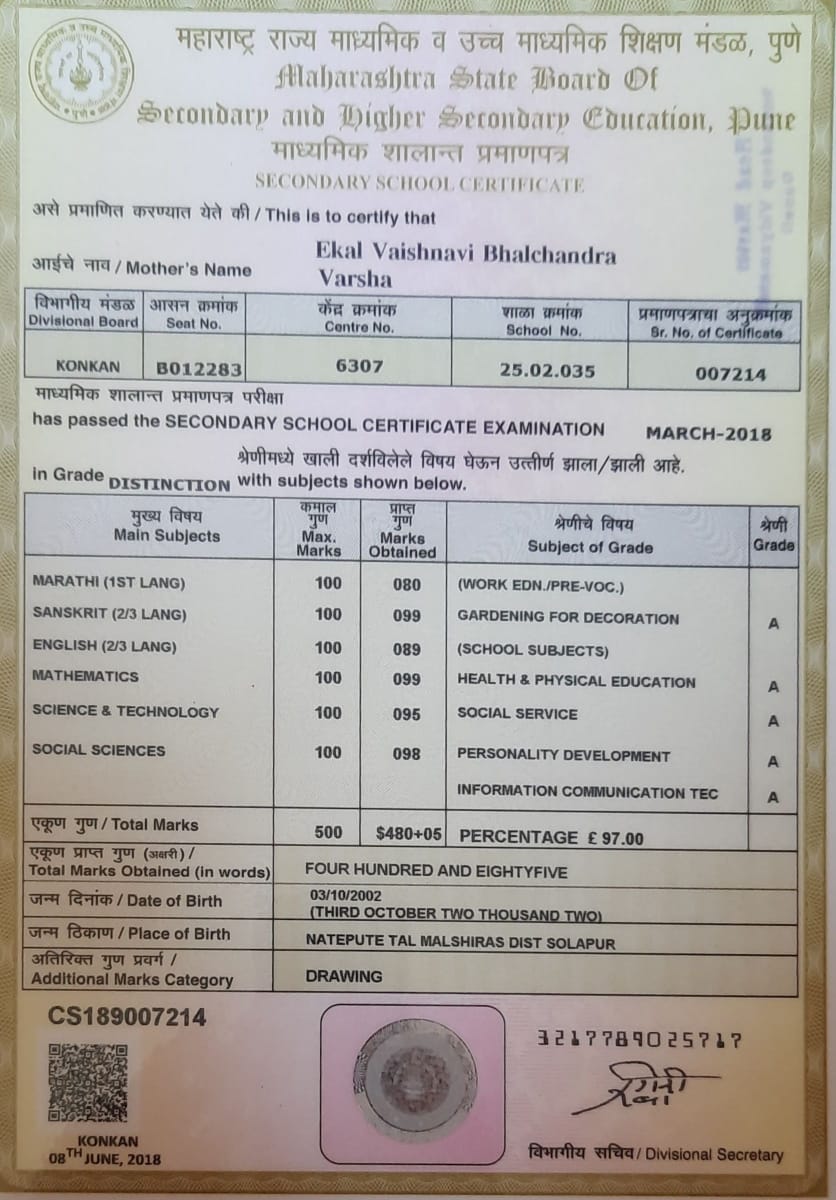 महाराष्ट्र राज्य माध्यमिक व उच्च माध्यमिक शिक्षण मंडळ, पुणे
Maharashtra State Board Of
Secondary and Higher Secondary Education, Pune
माध्यमिक शालान्त प्रमाणपत्र
SECONDARY SCHOOL CERTIFICATE
असे प्रमाणित करण्यात येते की / This is to certify that
Ekal Vaishnavi Bhalchandra
आईचे नाव / Mother's Name Varsha
विभागीय मंडळ आसन क्रमांक केंद्र क्रमांक शाळा क्रमांक प्रमाणपत्राचा अनुक्रमांक
Divisional Board Seat No. Centre No. School No. Sr. No. of Certificate
KONKAN B012283 6307 25.02.035 007214
माध्यमिक शालान्त प्रमाणपत्र परीक्षा
has passed the SECONDARY SCHOOL CERTIFICATE EXAMINATION MARCH-2018
श्रेणीमध्ये खाली दर्शविलेले विषय घेऊन उत्तीर्ण झाला/झाली आहे.
in Grade DISTINCTION with subjects shown below.
मुख्य विषय कमाल गुण प्राप्त गुण श्रेणीचे विषय श्रेणी
Main Subjects Max. Marks Marks Obtained Subject of Grade Grade
MARATHI (1ST LANG) 100 080 (WORK EDN./PRE-VOC.)
SANSKRIT (2/3 LANG) 100 099 GARDENING FOR DECORATION A
ENGLISH (2/3 LANG) 100 089 (SCHOOL SUBJECTS)
MATHEMATICS 100 099 HEALTH & PHYSICAL EDUCATION A
SCIENCE & TECHNOLOGY 100 095 SOCIAL SERVICE A
SOCIAL SCIENCES 100 098 PERSONALITY DEVELOPMENT A
INFORMATION COMMUNICATION TEC A
एकूण गुण / Total Marks 500 $480+05 PERCENTAGE £ 97.00
एकूण प्राप्त गुण (अक्षरी) /
Total Marks Obtained (in words) FOUR HUNDRED AND EIGHTYFIVE
जन्म दिनांक / Date of Birth 03/10/2002
(THIRD OCTOBER TWO THOUSAND TWO)
जन्म ठिकाण / Place of Birth NATEPUTE TAL MALSHIRAS DIST SOLAPUR
अतिरिक्त गुण प्रवर्ग /
Additional Marks Category DRAWING
CS189007214
3217789025717
KONKAN
08TH JUNE, 2018
विभागीय सचिव / Divisional Secretary